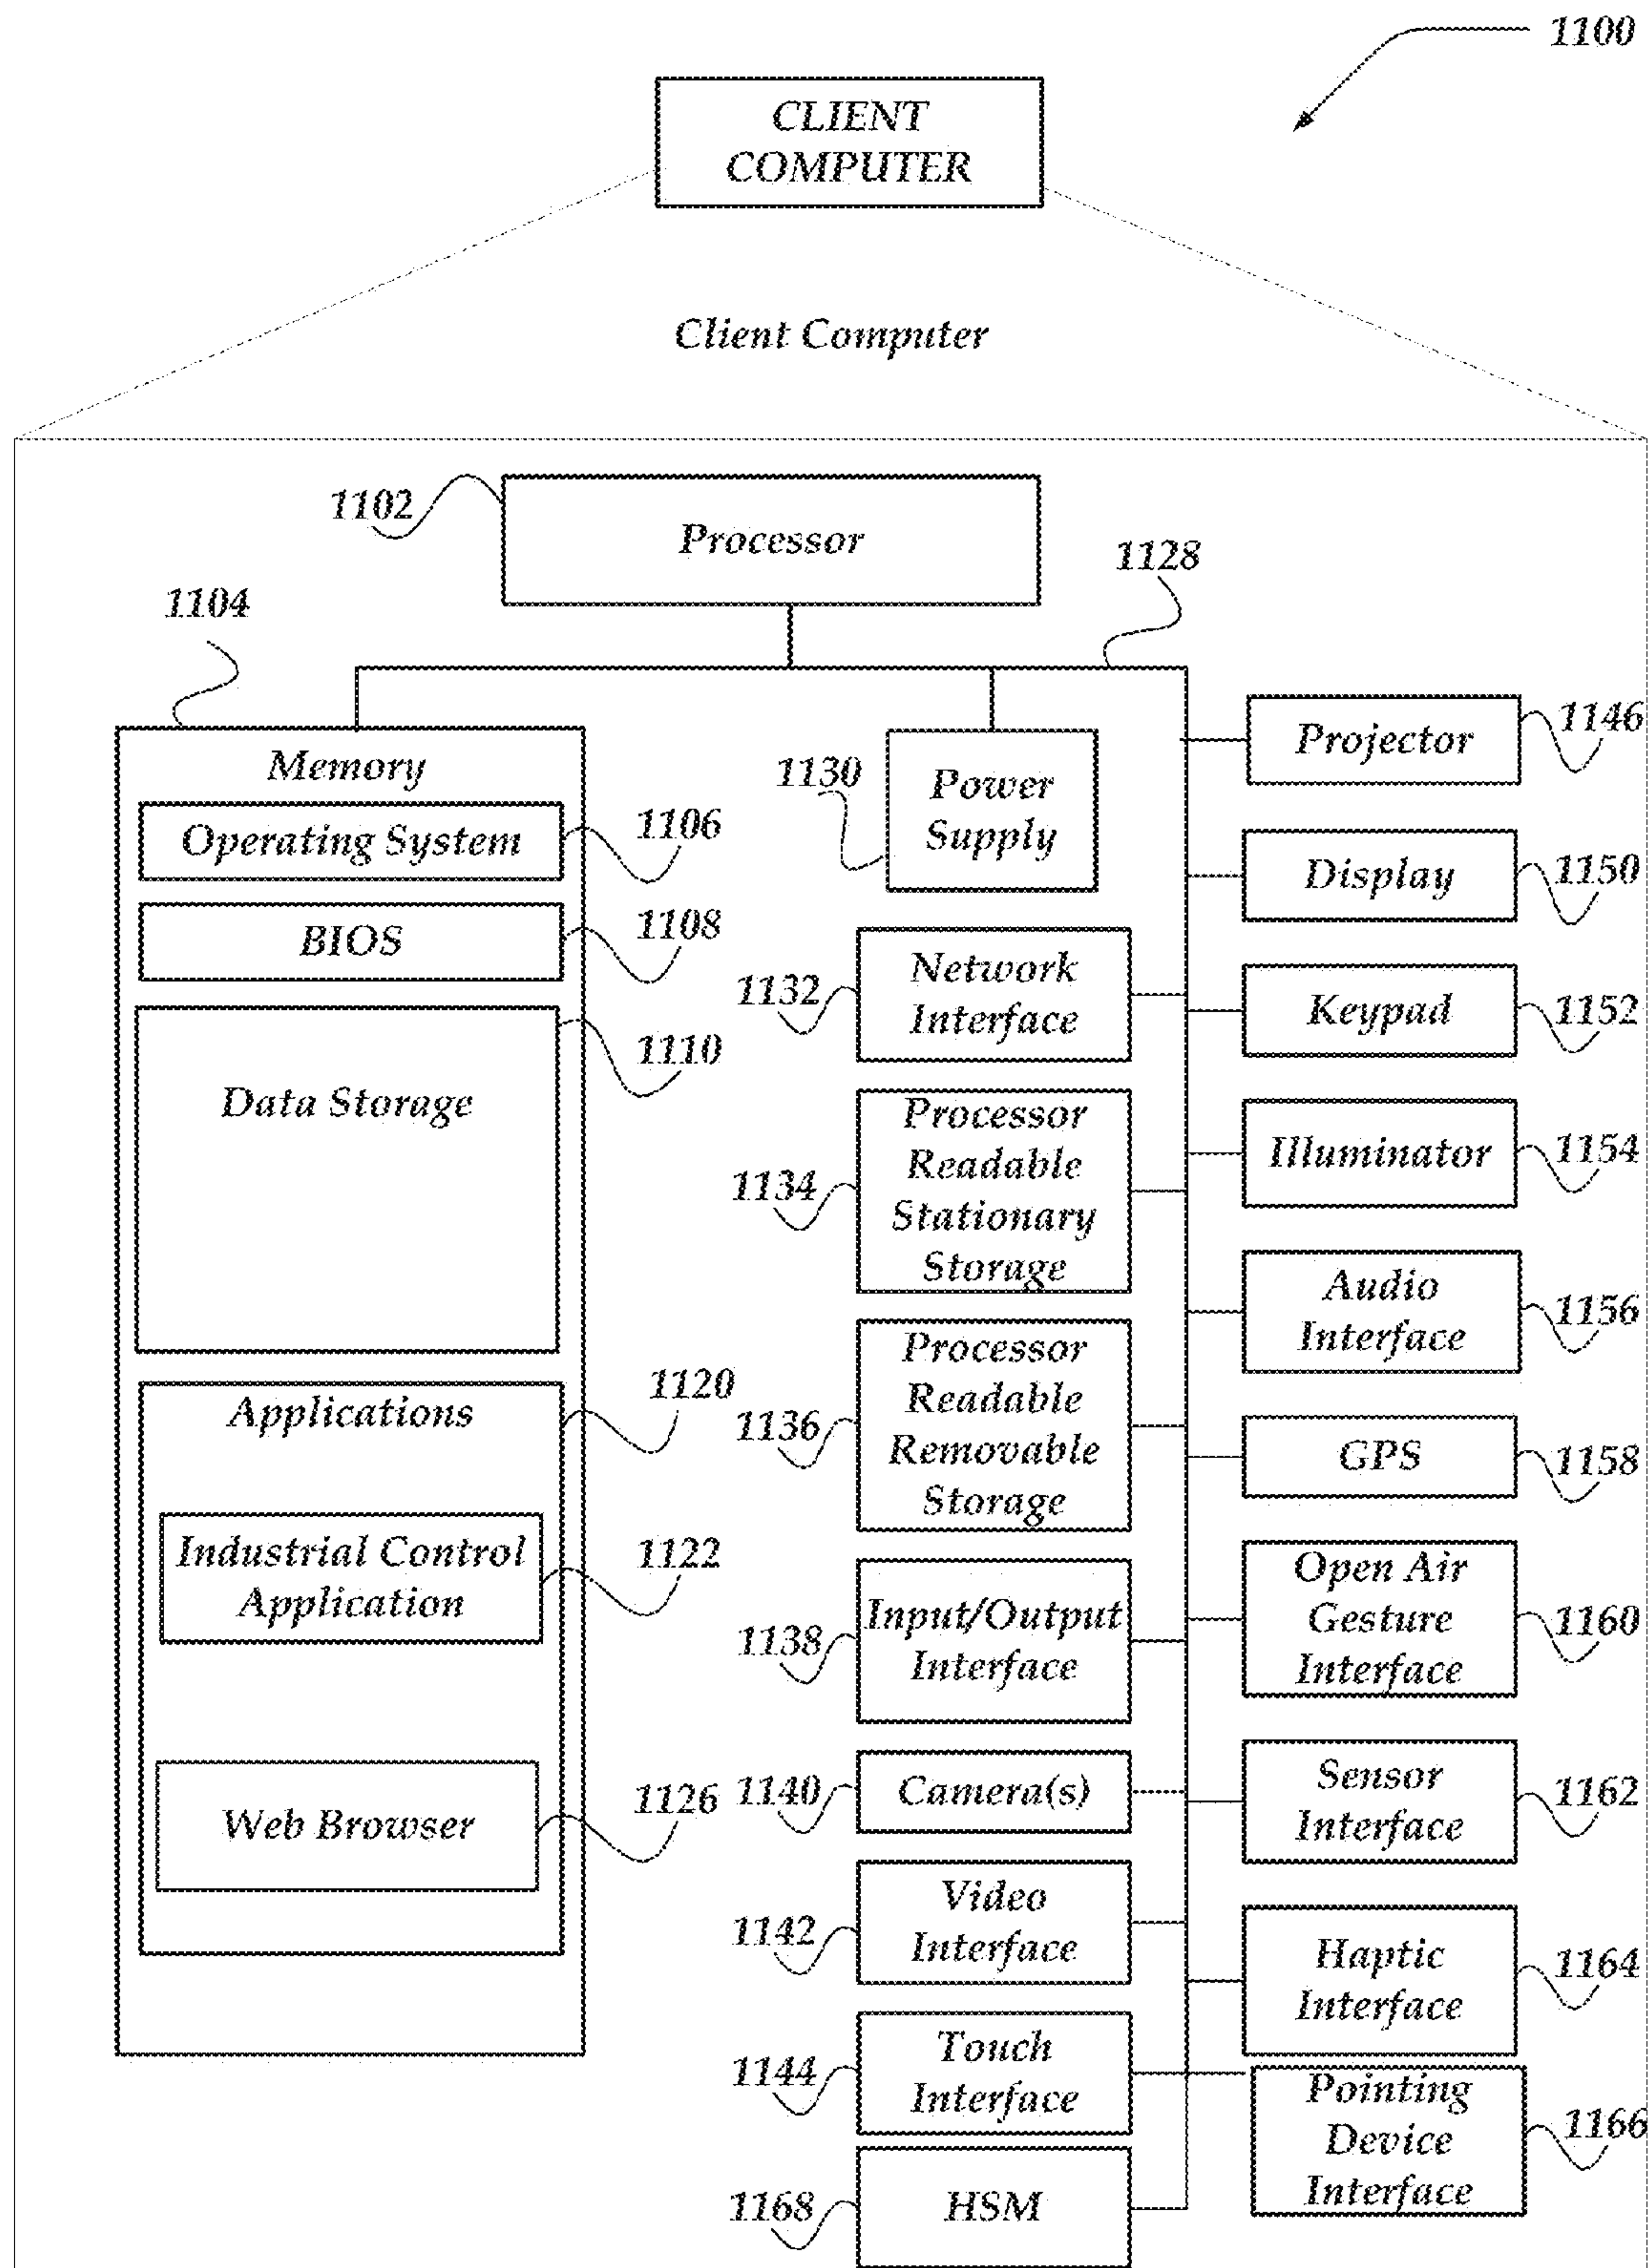 1100
CLIENT
COMPUTER
Client Computer
1102
Processor
1128
1104
Memory
Operating System
1106
BIOS
1108
Data Storage
1110
Applications
1120
Industrial Control
Application
1122
Web Browser
1126
1130
Power
Supply
1132
Network
Interface
1134
Processor
Readable
Stationary
Storage
1136
Processor
Readable
Removable
Storage
1138
Input/Output
Interface
1140
Camera(s)
1142
Video
Interface
1144
Touch
Interface
1168
HSM
Projector
1146
Display
1150
Keypad
1152
Illuminator
1154
Audio
Interface
1156
GPS
1158
Open Air
Gesture
Interface
1160
Sensor
Interface
1162
Haptic
Interface
1164
Pointing
Device
Interface
1166